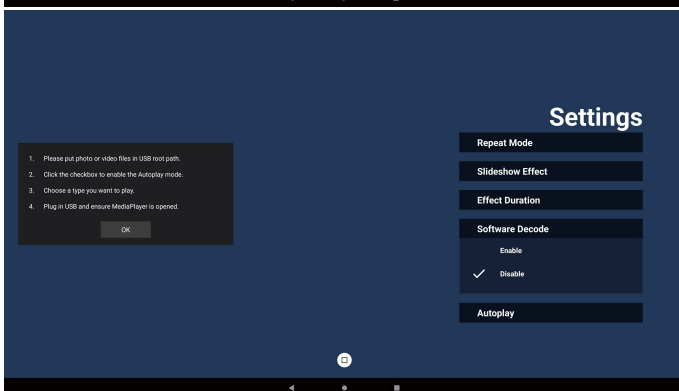 Settings
1. Please put photo or video files in USB root path.
2. Click the checkbox to enable the Autoplay mode.
3. Choose a type you want to play.
4. Plug in USB and ensure MediaPlayer is opened.
OK
Repeat Mode
Slideshow Effect
Effect Duration
Software Decode
Enable
Disable
Autoplay